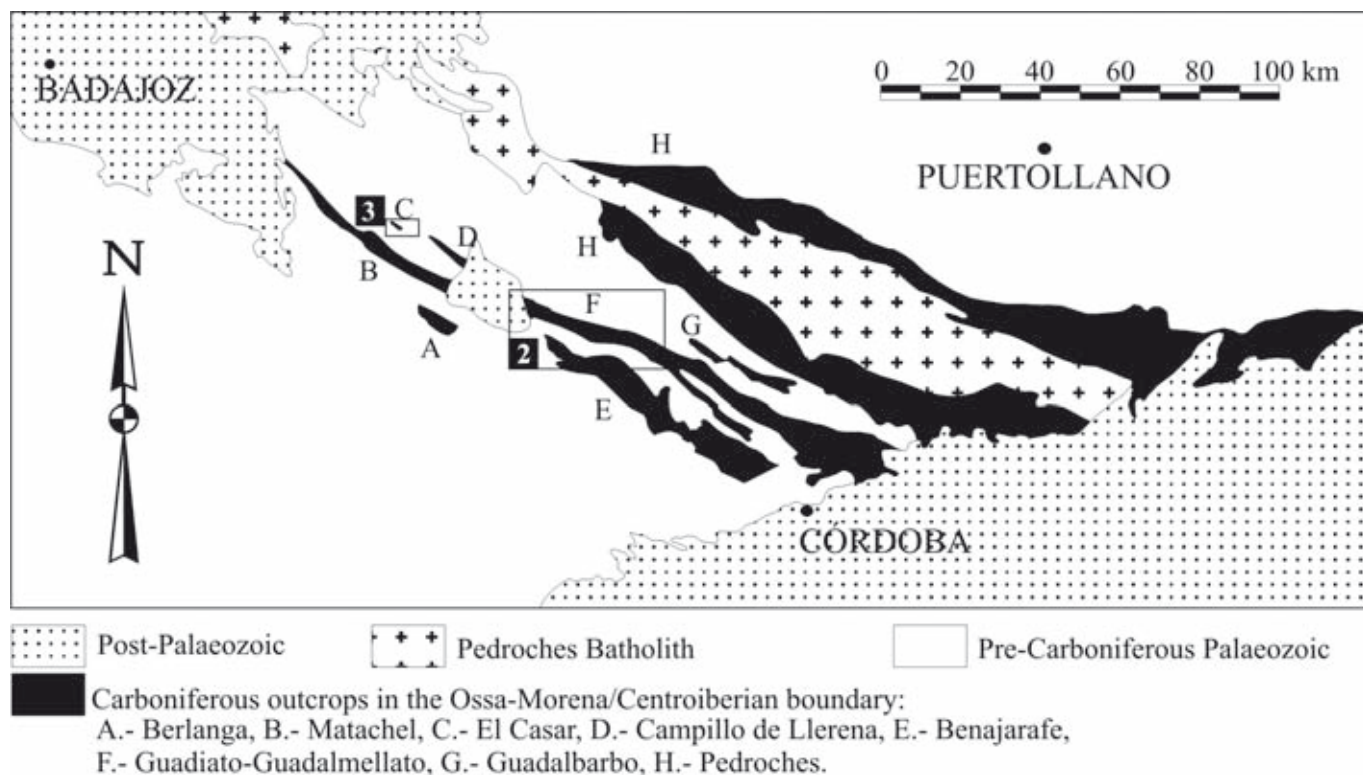 BADAJOZ
0 20 40 60 80 100 km
PUERTOLLANO
H
3 C
D
H
B
N
F
A
G
2
E
CÓRDOBA
Post-Palaeozoic
Pedroches Batholith
Pre-Carboniferous Palaeozoic
Carboniferous outcrops in the Ossa-Morena/Centroiberian boundary:
A.- Berlanga, B.- Matachel, C.- El Casar, D.- Campillo de Llerena, E.- Benajarafe,
F.- Guadiato-Guadalmellato, G.- Guadalbarbo, H.- Pedroches.